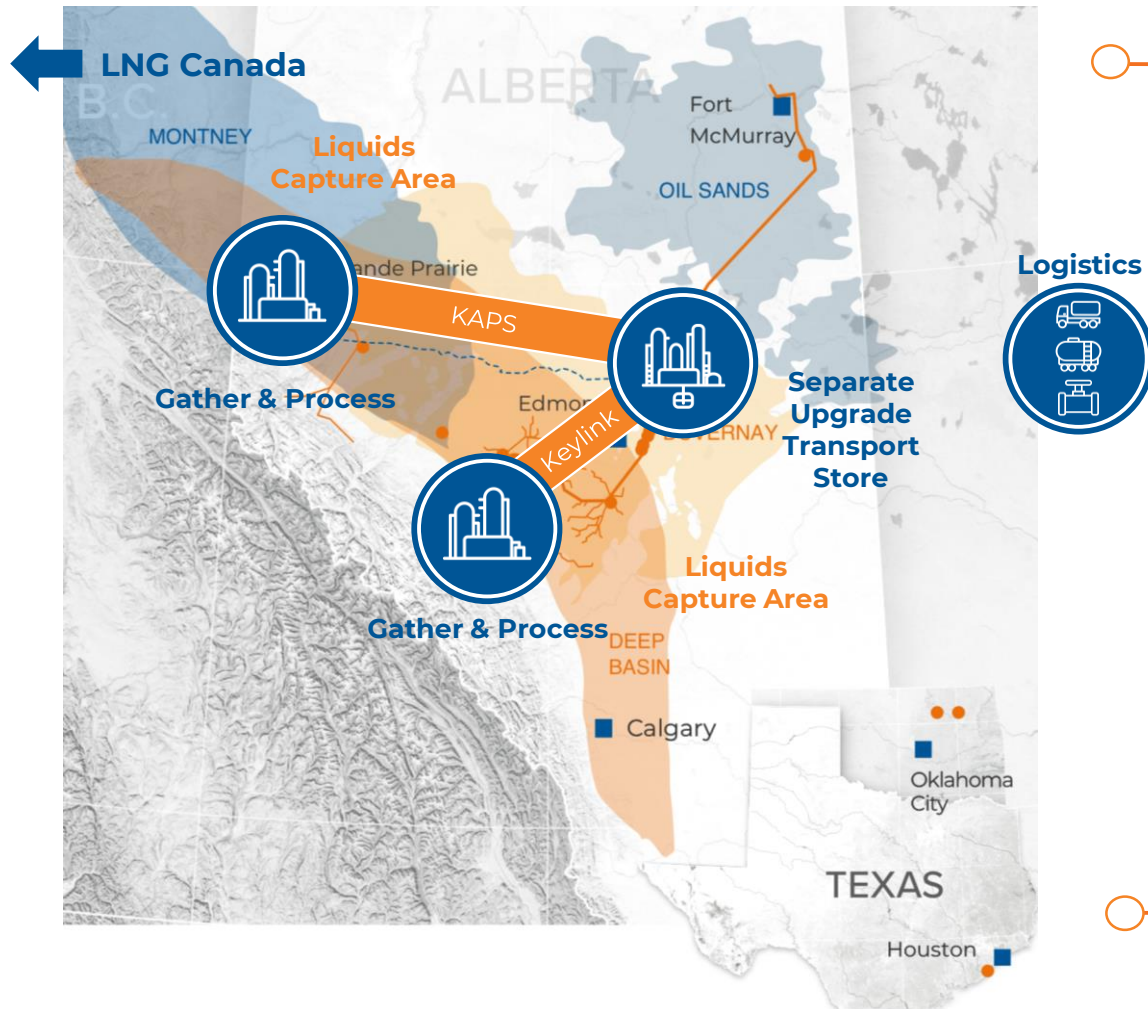 LNG Canada
B.C.
ALBERTA
MONTNEY
Liquids
Capture Area
Fort
McMurray
OIL SANDS
ande Prairie
KAPS
Logistics
Gather & Process
Separate
Upgrade
Transport
Store
Edmon
Keylink
UVERNAY
Gather & Process
Liquids
Capture Area
DEEP
BASIN
Calgary
Oklahoma
City
TEXAS
Houston